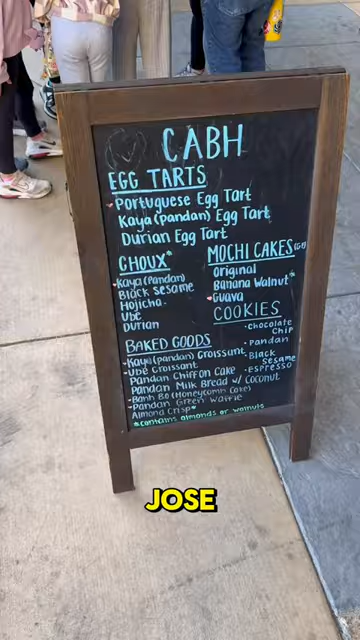 CABH
EGG TARTS
Portuguese Egg Tart
Kaya (pandan) Egg Tart
Durian Egg Tart
CHOUX*
Kaya (Pandan)
Black Sesame
Hojicha
Ube
Durian
MOCHI CAKES (GF)
Original
Banana Walnut*
Guava
COOKIES
• Chocolate
Chip
• Pandan
• Black
Sesame
• Espresso
BAKED GOODS
Kaya (pandan) Croissant
Ube Croissant
Pandan Chiffon Cake
Pandan Milk Bread w/ Coconut
Banh Bo (Honeycomb Cake)
Pandan Green Waffle
Almond Crisp*
*contains almonds or walnuts
JOSE